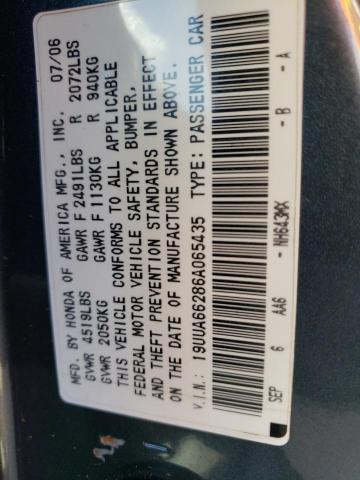 MFD. BY HONDA OF AMERICA MFG., INC. 07/06
GVWR 4519LBS GAWR F 2491LBS R 2072LBS
GVWR 2050KG GAWR F 1130KG R 940KG
THIS VEHICLE CONFORMS TO ALL APPLICABLE
FEDERAL MOTOR VEHICLE SAFETY, BUMPER,
AND THEFT PREVENTION STANDARDS IN EFFECT
ON THE DATE OF MANUFACTURE SHOWN ABOVE.
V.I.N.: 19UUA66286A065435 TYPE: PASSENGER CAR
SEP 6 AA6 - NH643MX - B - A